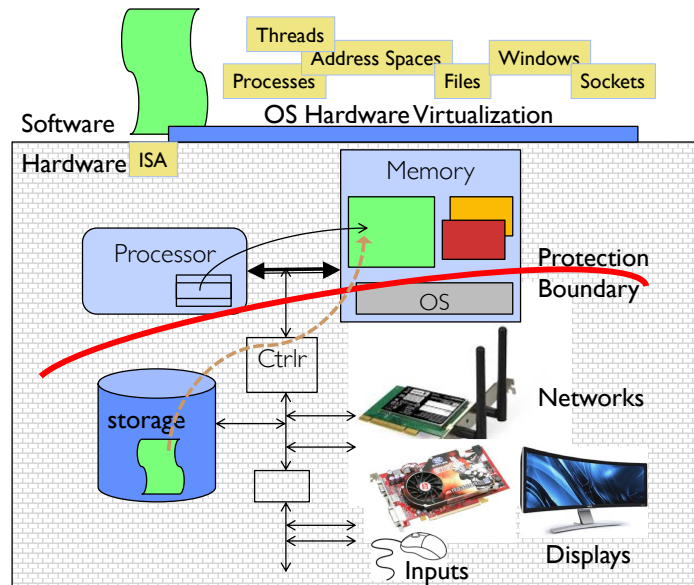 Threads
Address Spaces
Windows
Processes
Files
Sockets
Software
OS Hardware Virtualization
Hardware
ISA
Memory
Processor
Protection
Boundary
OS
Ctrlr
storage
Networks
Inputs
Displays